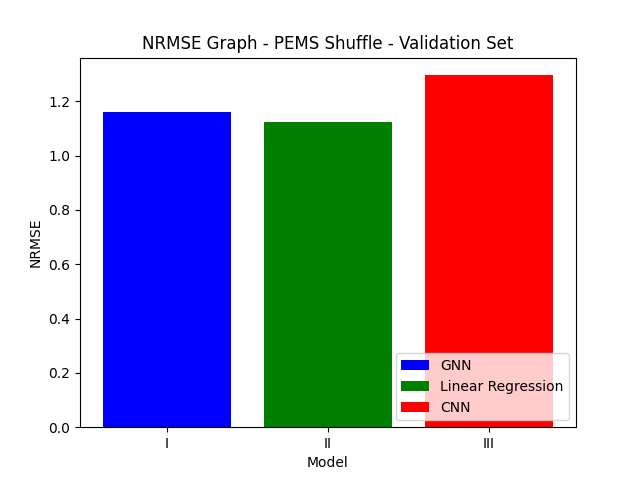 NRMSE Graph - PEMS Shuffle - Validation Set
NRMSE
1.2
1.0
0.8
0.6
0.4
0.2
0.0
GNN
Linear Regression
CNN
I II III
Model